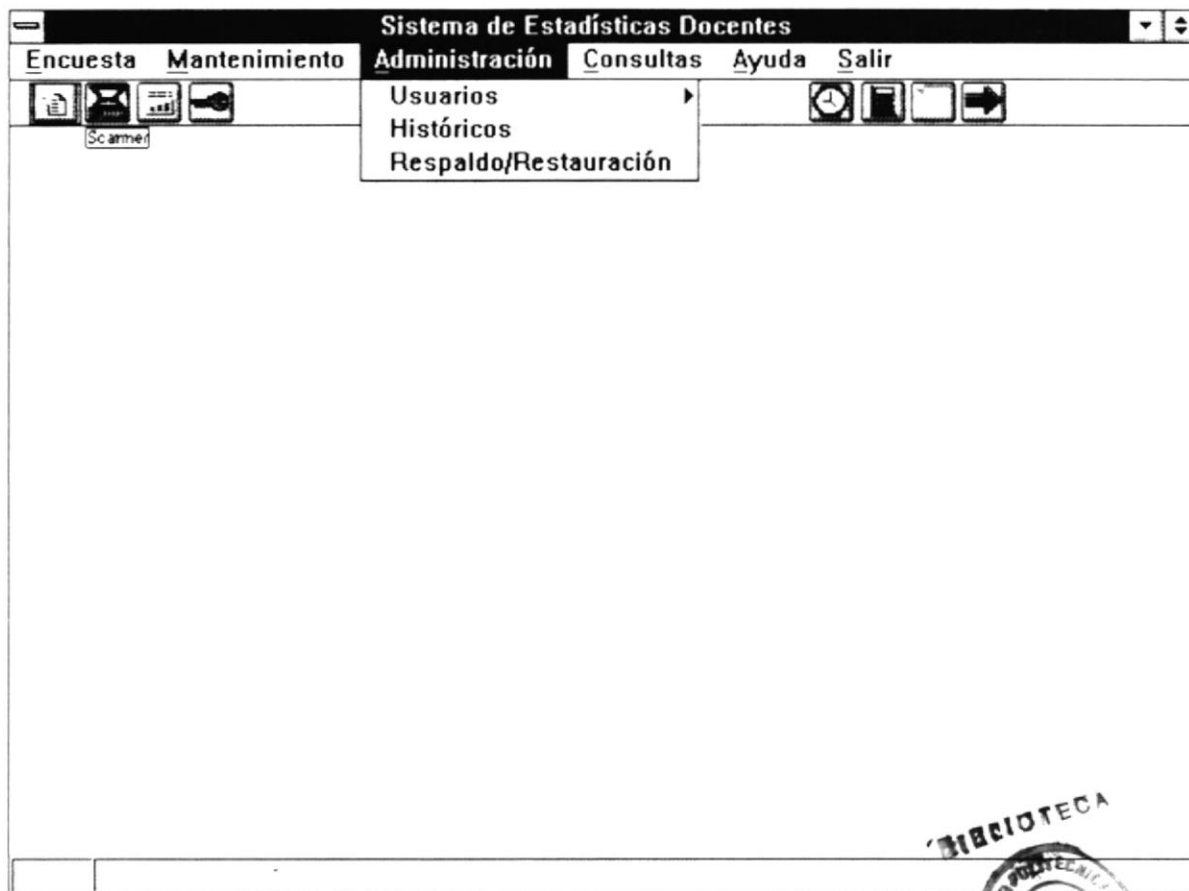 Sistema de Estadísticas Docentes
Encuesta Mantenimiento Administración Consultas Ayuda Salir
Scanner
Usuarios
Históricos
Respaldo/Restauración
BIBLIOTECA